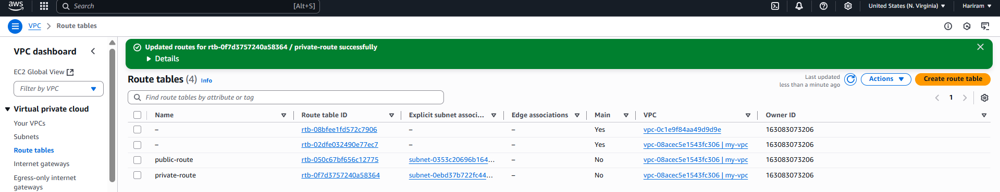 aws Search [Alt+S] United States (N. Virginia) Hariram
VPC Route tables
VPC dashboard
EC2 Global View
Filter by VPC
Virtual private cloud
Your VPCs
Subnets
Route tables
Internet gateways
Egress-only internet
gateways
Updated routes for rtb-0f7d3757240a58364 / private-route successfully
Details
Route tables (4) Info
Last updated
less than a minute ago
Actions
Create route table
Find route tables by attribute or tag
1
Name Route table ID Explicit subnet associ... Edge associations Main VPC Owner ID
– rtb-08bfee1fd572c7906 – – Yes vpc-0c1e9f84aa49d9d9e 163083073206
– rtb-02dfe032490e77ec7 – – Yes vpc-08acec5e1543fc306 | my-vpc 163083073206
public-route rtb-050c67bf656c12775 subnet-0353c20696b164... – No vpc-08acec5e1543fc306 | my-vpc 163083073206
private-route rtb-0f7d3757240a58364 subnet-0ebd37b722fc44... – No vpc-08acec5e1543fc306 | my-vpc 163083073206